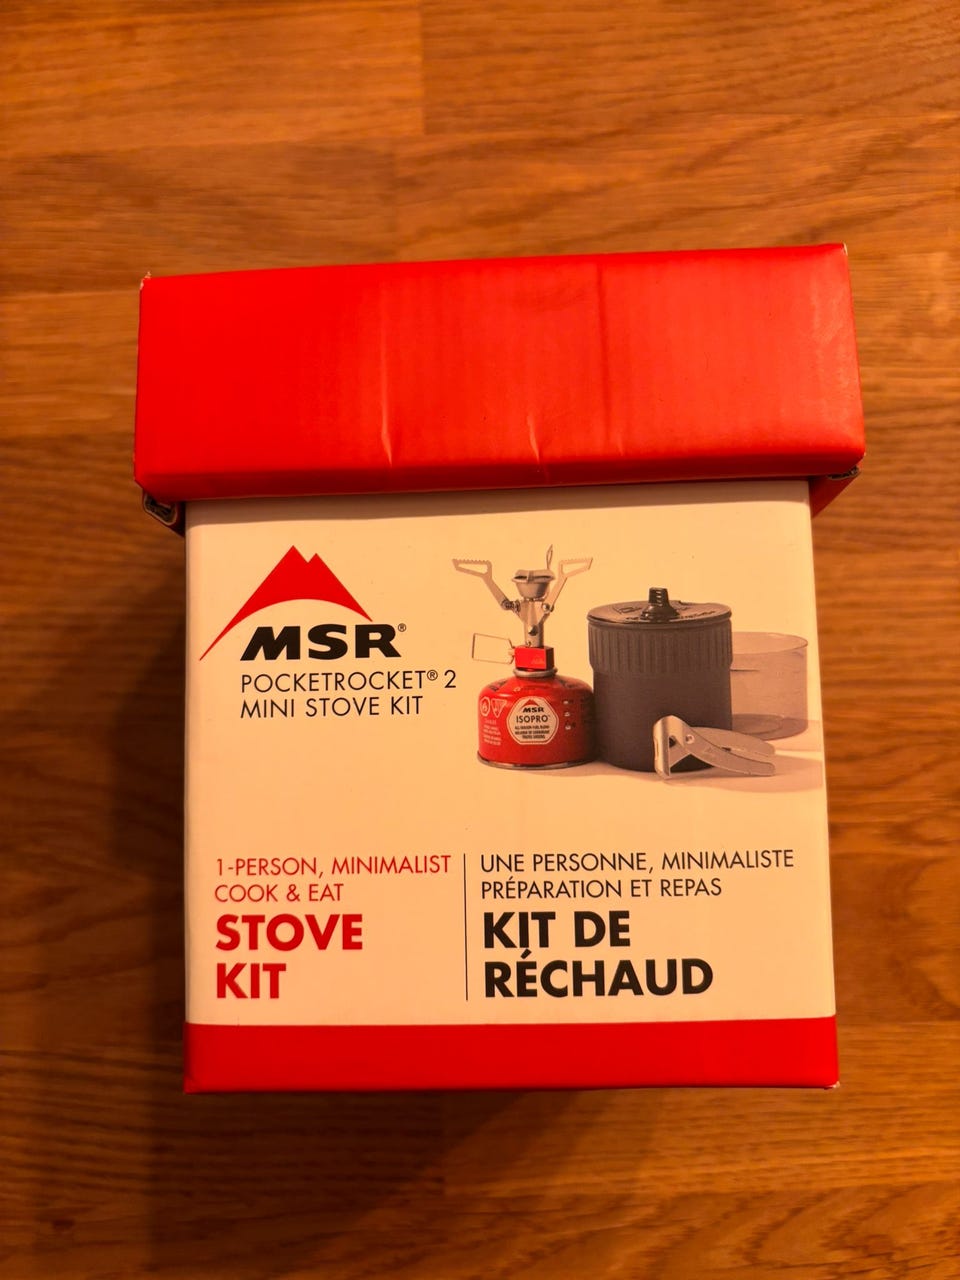 MSR®
POCKETROCKET® 2
MINI STOVE KIT
MSR
ISOPRO™
1-PERSON, MINIMALIST
COOK & EAT
STOVE
KIT
UNE PERSONNE, MINIMALISTE
PRÉPARATION ET REPAS
KIT DE
RÉCHAUD